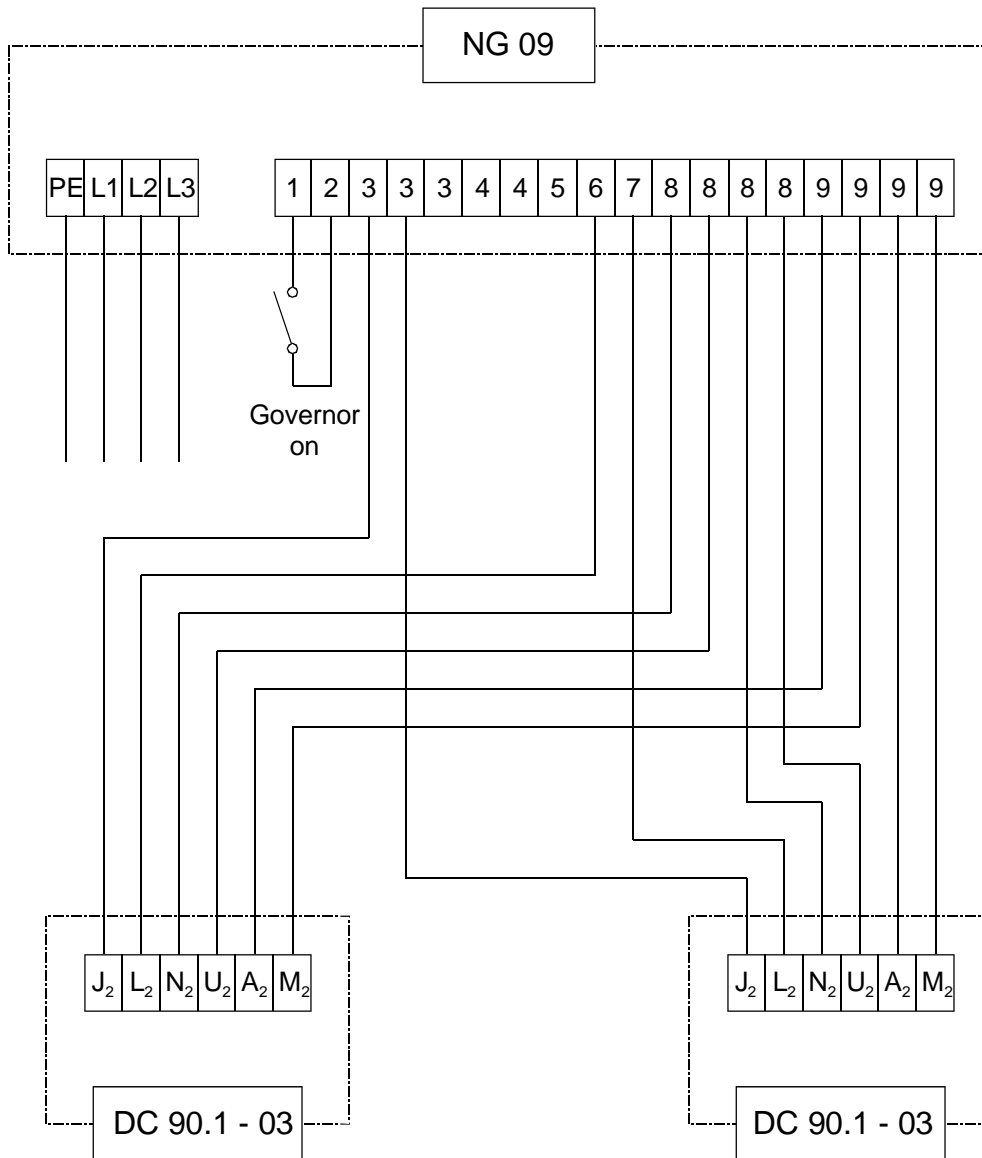 NG 09
PE L1 L2 L3 1 2 3 3 3 4 4 5 6 7 8 8 8 8 9 9 9 9
Governor
on
J₂ L₂ N₂ U₂ A₂ M₂ J₂ L₂ N₂ U₂ A₂ M₂
DC 90.1 - 03 DC 90.1 - 03